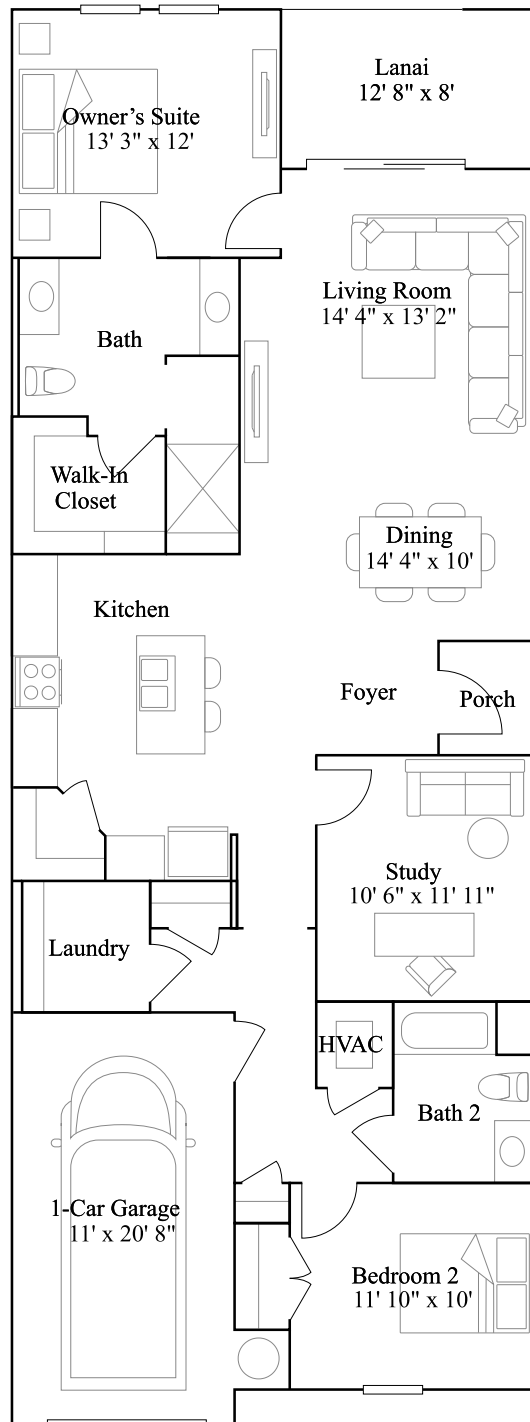 Lanai
12' 8" x 8'
Owner’s Suite
13' 3" x 12'
Living Room
14' 4" x 13' 2"
Bath
Walk-In
Closet
Dining
14' 4" x 10'
Kitchen
Foyer
Porch
Study
10' 6" x 11' 11"
Laundry
HVAC
Bath 2
1-Car Garage
11' x 20' 8"
Bedroom 2
11' 10" x 10'